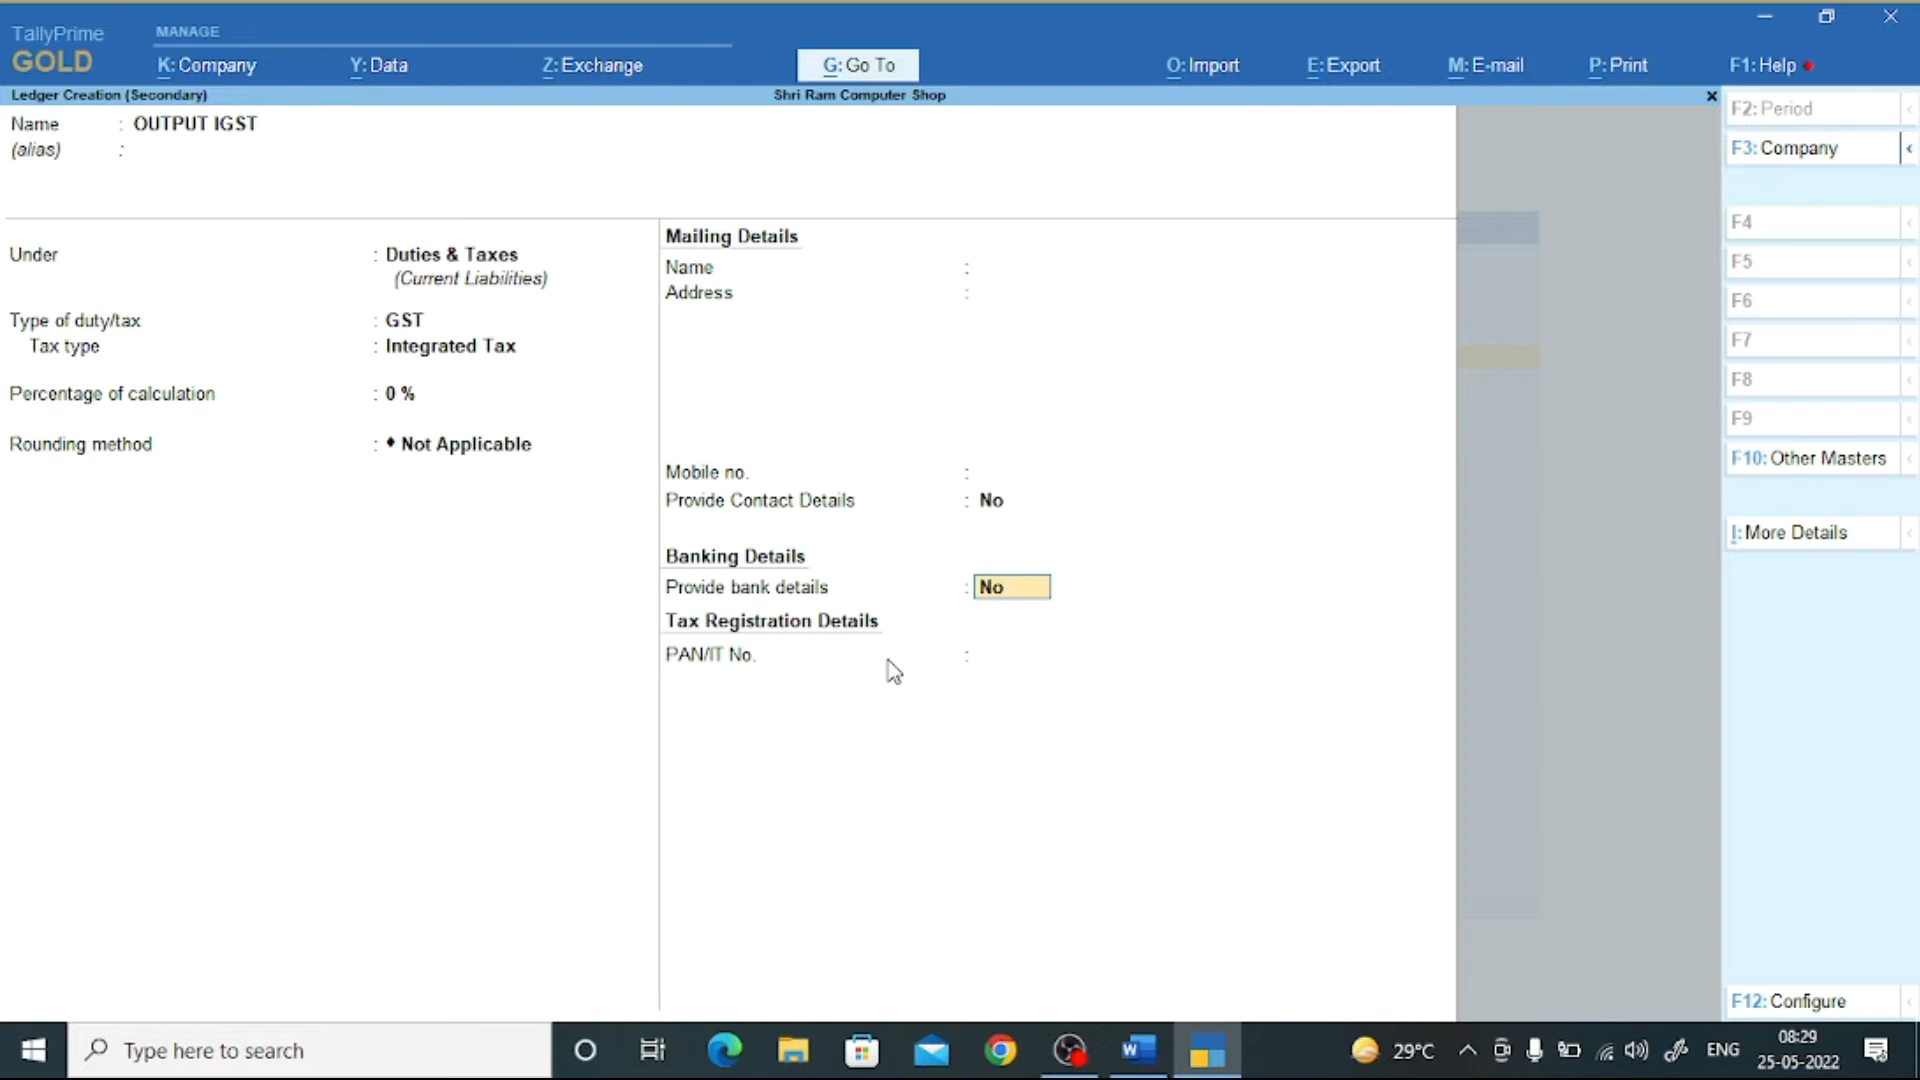 TallyPrime
GOLD
MANAGE
K: Company
Y: Data
Z: Exchange
G: Go To
O: Import
E: Export
M: E-mail
P: Print
F1: Help
Ledger Creation (Secondary)
Shri Ram Computer Shop
Name : OUTPUT IGST
(alias) :
Under : Duties & Taxes
(Current Liabilities)
Type of duty/tax : GST
Tax type : Integrated Tax
Percentage of calculation : 0 %
Rounding method : ♦ Not Applicable
Mailing Details
Name :
Address :
Mobile no. :
Provide Contact Details : No
Banking Details
Provide bank details : No
Tax Registration Details
PAN/IT No. :
F2: Period
F3: Company
F4
F5
F6
F7
F8
F9
F10: Other Masters
I: More Details
F12: Configure
Type here to search
29°C
ENG
08:29
25-05-2022